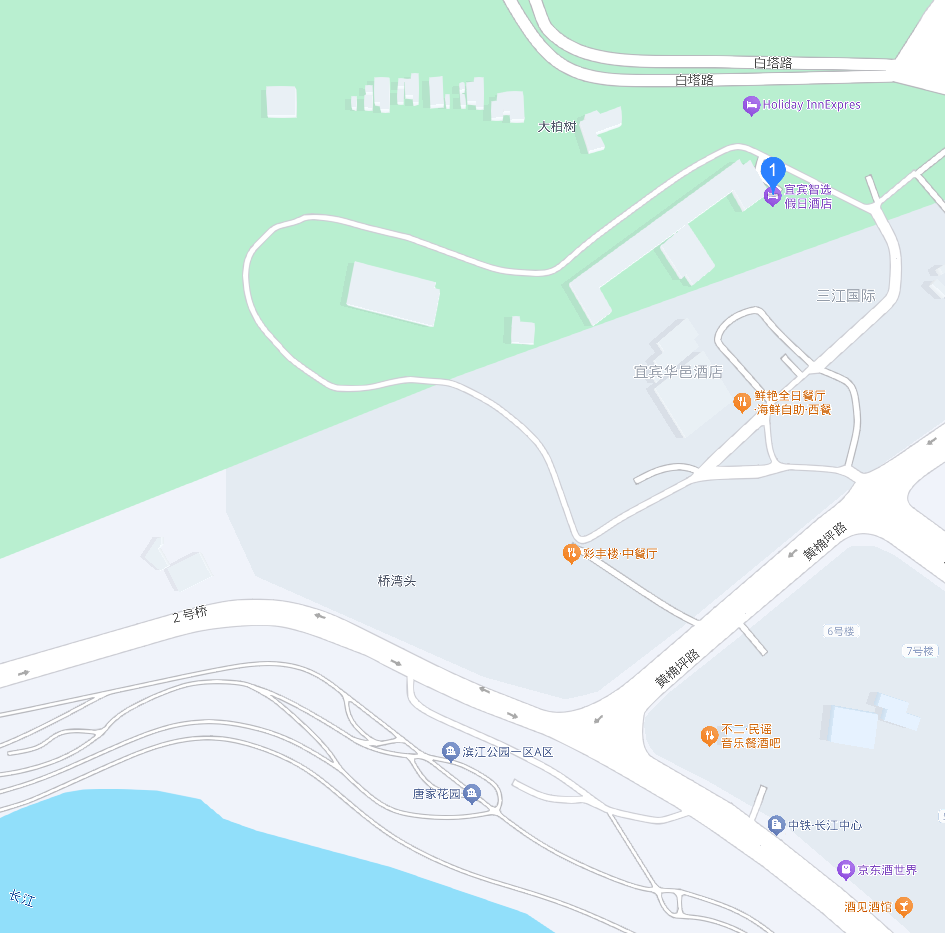 白塔路
白塔路
Holiday InnExpres
大柏树
1
宜宾智选
假日酒店
三江国际
宜宾华邑酒店
鲜艳全日餐厅
·海鲜自助·西餐
黄桷坪路
彩丰楼·中餐厅
桥湾头
2号桥
6号楼
7号楼
黄桷坪路
不二·民谣
音乐餐酒吧
滨江公园一区A区
唐家花园
中铁·长江中心
京东酒世界
长江
酒见酒馆